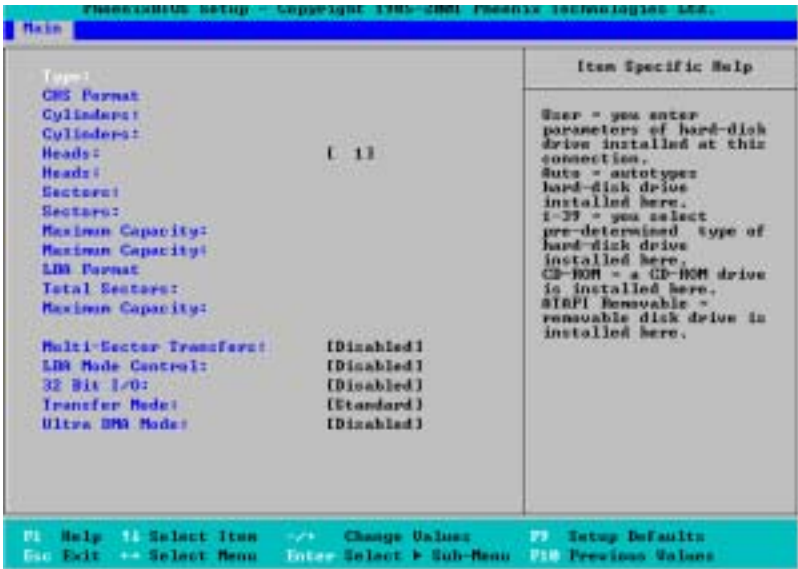 PhoenixBIOS Setup - Copyright 1985-2001 Phoenix Technologies Ltd.
Main
Type:
CHS Format
Cylinders:
Cylinders:
Heads: [ 1]
Heads:
Sectors:
Sectors:
Maximum Capacity:
Maximum Capacity:
LBA Format
Total Sectors:
Maximum Capacity:
Multi-Sector Transfers: [Disabled]
LBA Mode Control: [Disabled]
32 Bit I/O: [Disabled]
Transfer Mode: [Standard]
Ultra DMA Mode: [Disabled]
Item Specific Help
User = you enter
parameters of hard-disk
drive installed at this
connection.
Auto = autotypes
hard-disk drive
installed here.
1-39 = you select
pre-determined type of
hard-disk drive
installed here.
CD-ROM = a CD-ROM drive
is installed here.
ATAPI Removable =
removable disk drive is
installed here.
F1 Help ↑↓ Select Item -/+ Change Values F9 Setup Defaults
Esc Exit ↔ Select Menu Enter Select ▶ Sub-Menu F10 Previous Values